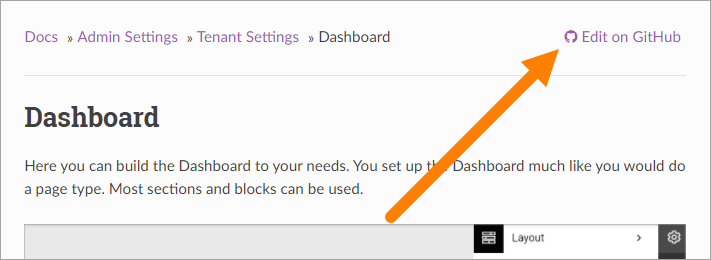 Docs » Admin Settings » Tenant Settings » Dashboard Edit on GitHub
Dashboard
Here you can build the Dashboard to your needs. You set up the Dashboard much like you would do
a page type. Most sections and blocks can be used.
Layout